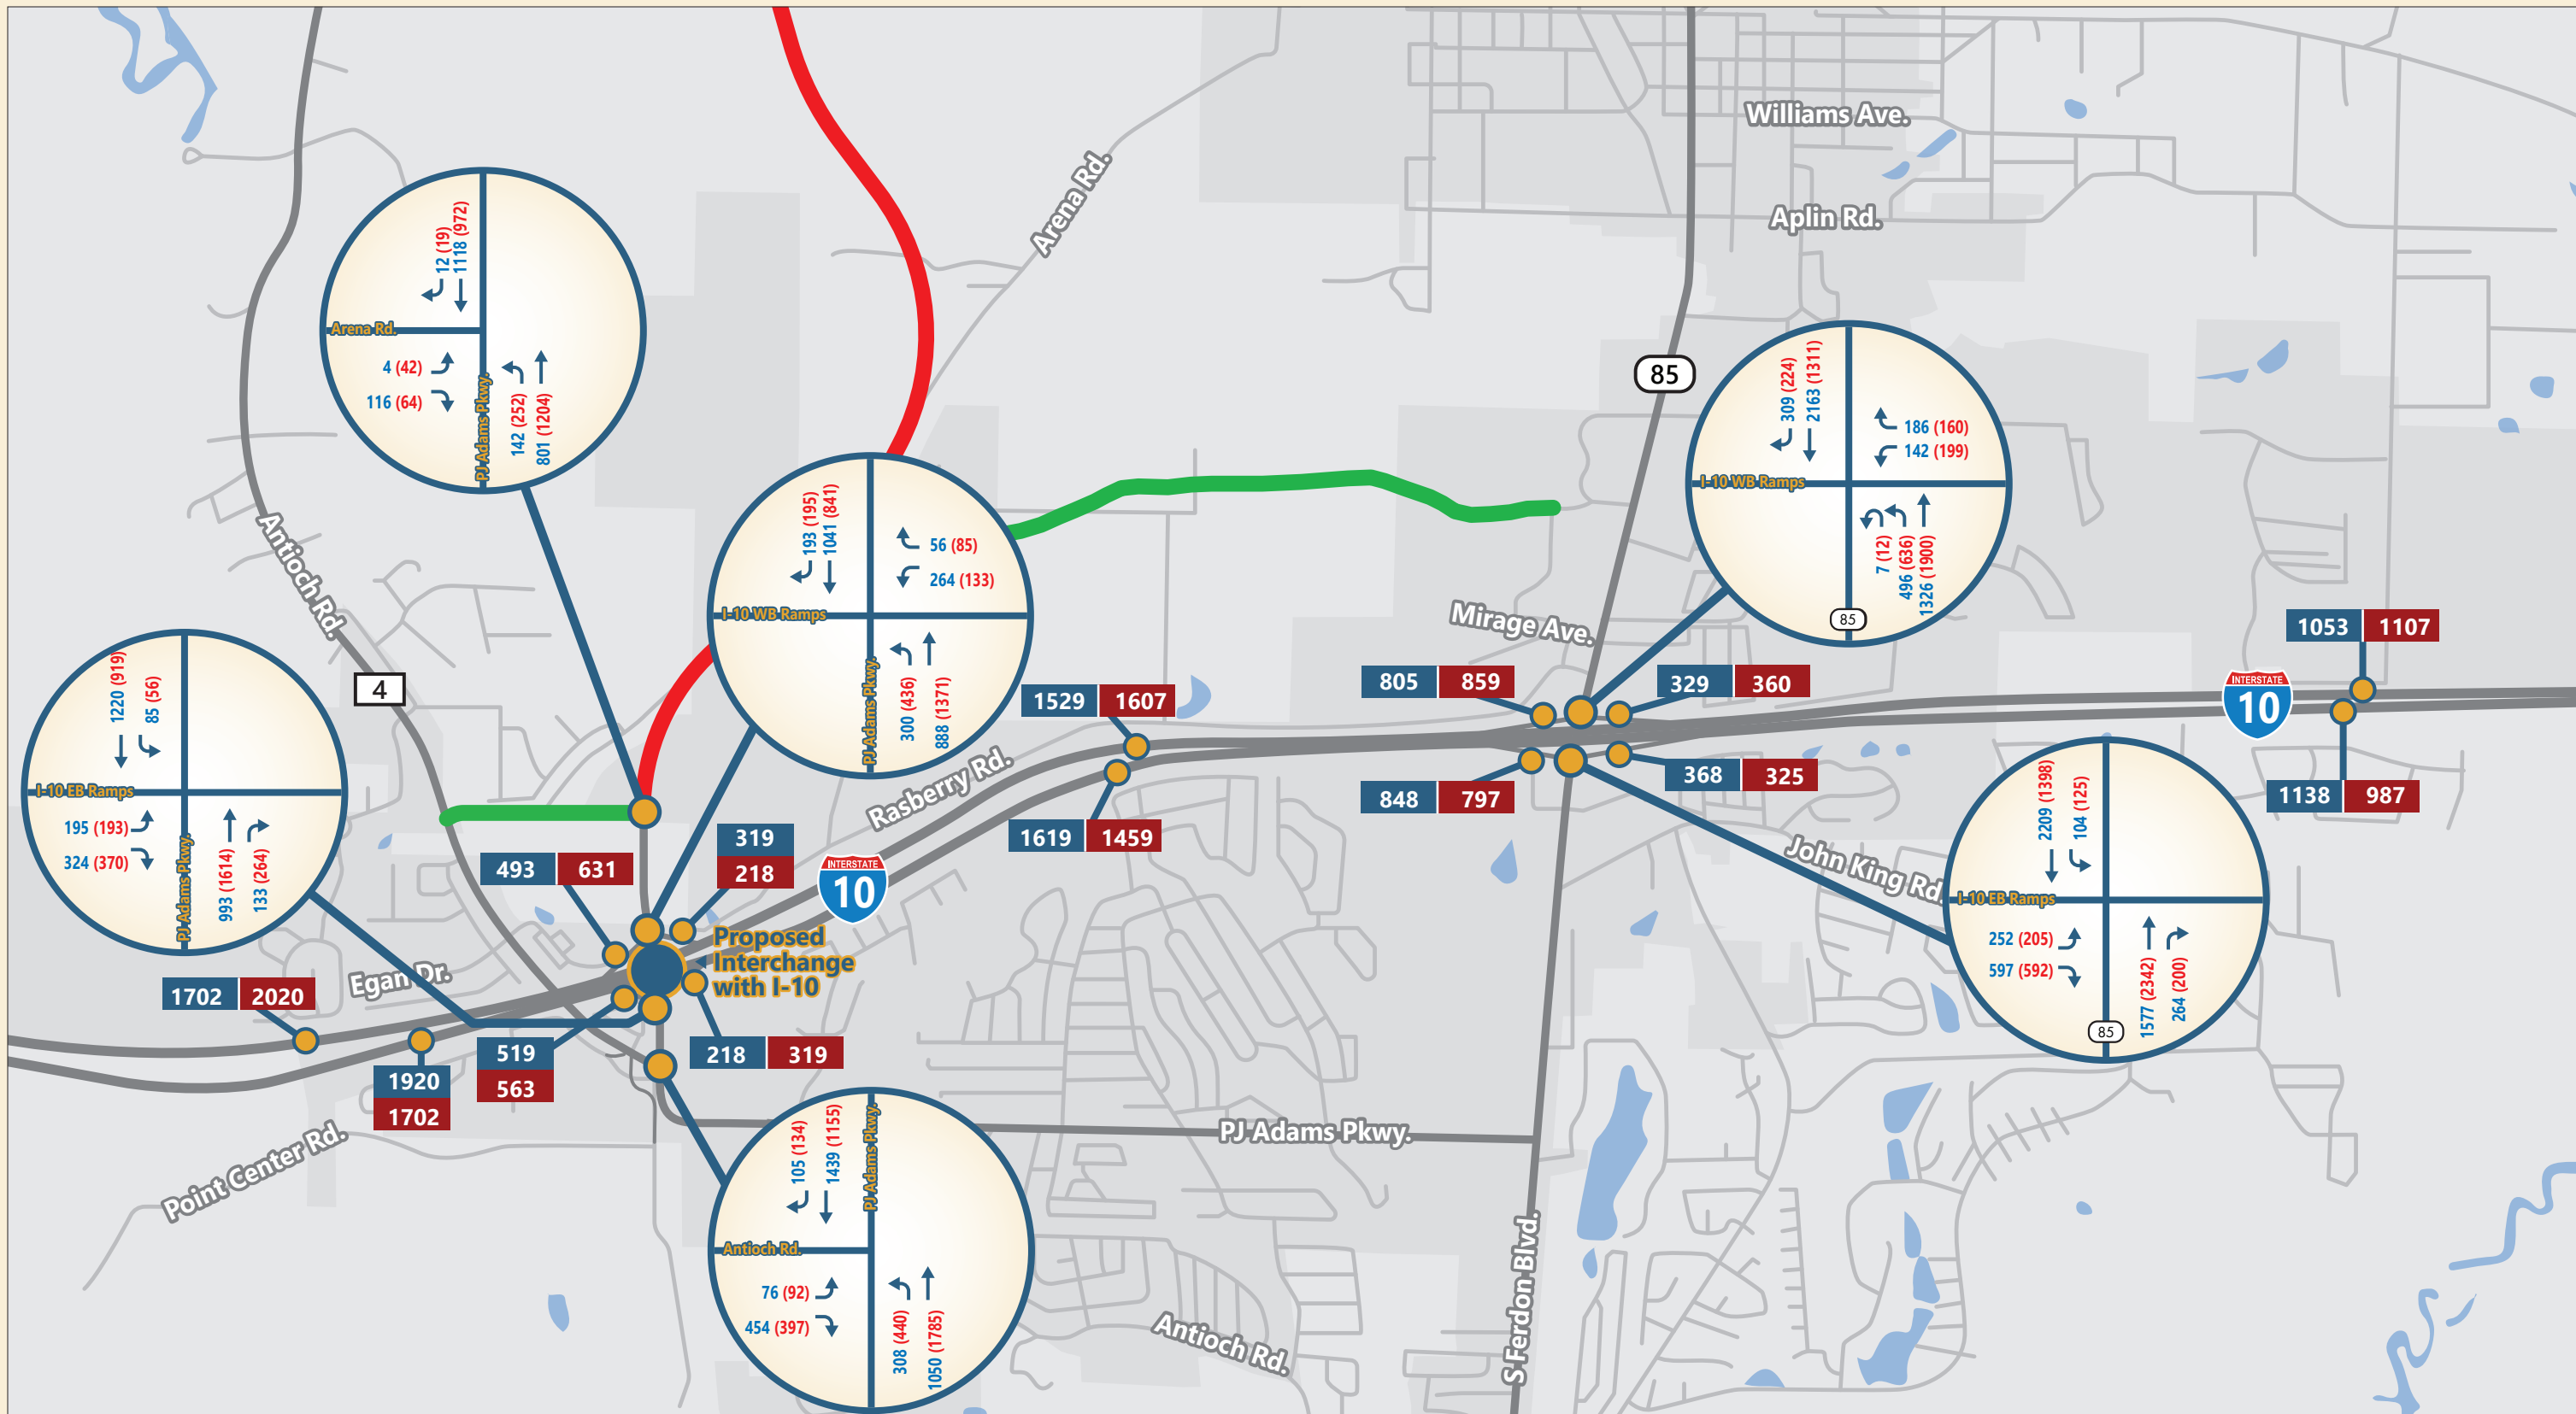 Williams Ave.
Aplin Rd.
Arena Rd.
12 (19)
1118 (972)
Arena Rd.
4 (42)
116 (64)
142 (252)
801 (1204)
PJ Adams Pkwy.
85
309 (224)
2163 (1311)
186 (160)
142 (199)
I-10 WB Ramps
7 (12)
496 (636)
1326 (1900)
85
193 (195)
1041 (841)
56 (85)
264 (133)
I-10 WB Ramps
300 (436)
888 (1371)
PJ Adams Pkwy.
Antioch Rd.
4
Mirage Ave.
1053 1107
INTERSTATE
10
1138 987
1220 (919)
85 (56)
I-10 EB Ramps
195 (193)
324 (370)
993 (1614)
133 (264)
PJ Adams Pkwy.
1529 1607
805 859
329 360
848 797
368 325
Rasberry Rd.
1619 1459
319
218
493 631
INTERSTATE
10
John King Rd.
2209 (1398)
104 (125)
I-10 EB Ramps
252 (205)
597 (592)
1577 (2342)
264 (200)
85
Proposed
Interchange
with I-10
Egan Dr.
1702 2020
519
563
218 319
1920
1702
Point Center Rd.
105 (134)
1439 (1155)
PJ Adams Pkwy.
Antioch Rd.
76 (92)
454 (397)
308 (440)
1050 (1785)
PJ Adams Pkwy.
S Ferdon Blvd.
Antioch Rd.